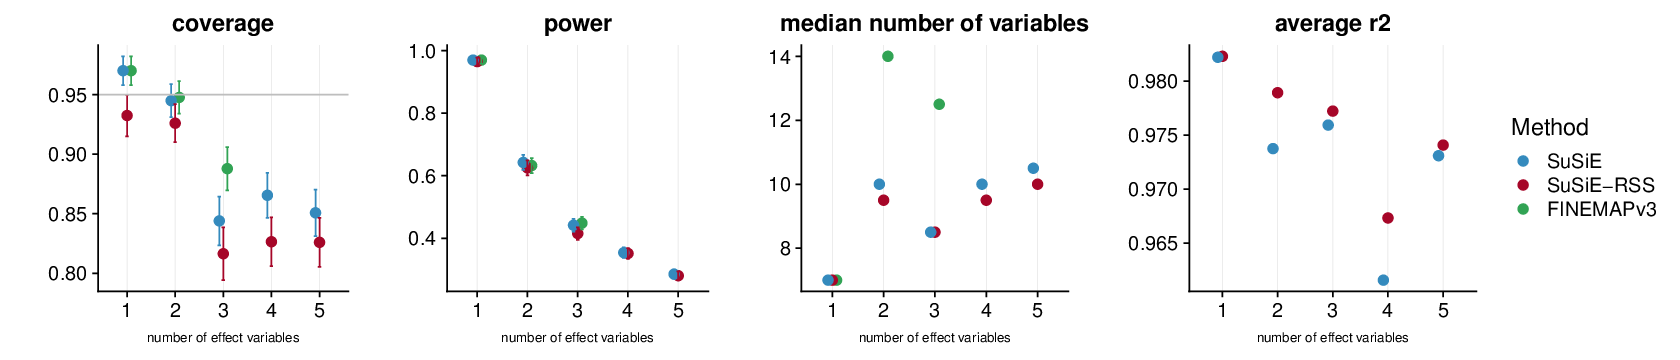 coverage
0.95
0.90
0.85
0.80
1 2 3 4 5
number of effect variables
power
1.0
0.8
0.6
0.4
1 2 3 4 5
number of effect variables
median number of variables
14
12
10
8
1 2 3 4 5
number of effect variables
average r2
0.980
0.975
0.970
0.965
1 2 3 4 5
number of effect variables
Method
SuSiE
SuSiE−RSS
FINEMAPv3